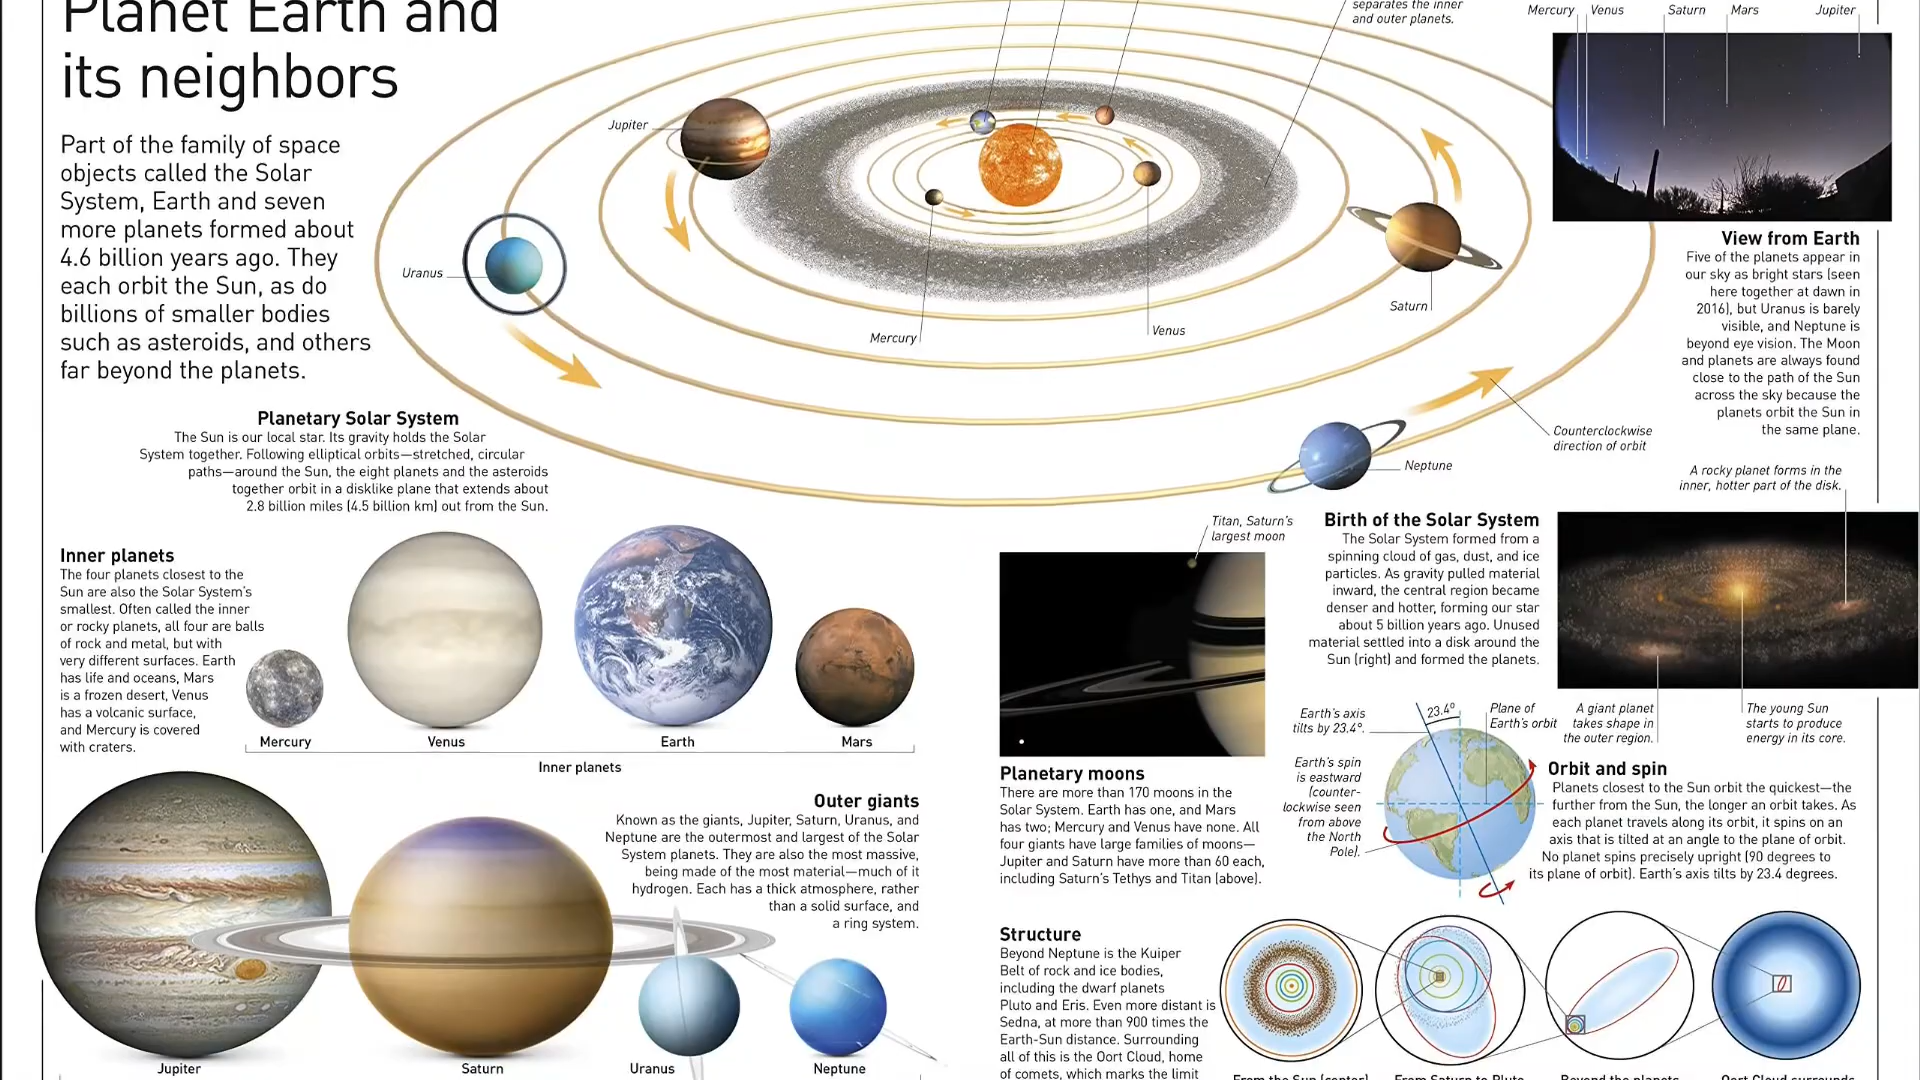 Planet Earth and
its neighbors
Part of the family of space
objects called the Solar
System, Earth and seven
more planets formed about
4.6 billion years ago. They
each orbit the Sun, as do
billions of smaller bodies
such as asteroids, and others
far beyond the planets.
separates the inner
and outer planets.
Jupiter
Uranus
Mercury
Venus
Saturn
Neptune
Counterclockwise
direction of orbit
Mercury Venus Saturn Mars Jupiter
View from Earth
Five of the planets appear in
our sky as bright stars (seen
here together at dawn in
2016), but Uranus is barely
visible, and Neptune is
beyond eye vision. The Moon
and planets are always found
close to the path of the Sun
across the sky because the
planets orbit the Sun in
the same plane.
Planetary Solar System
The Sun is our local star. Its gravity holds the Solar
System together. Following elliptical orbits—stretched, circular
paths—around the Sun, the eight planets and the asteroids
together orbit in a disklike plane that extends about
2.8 billion miles (4.5 billion km) out from the Sun.
Inner planets
The four planets closest to the
Sun are also the Solar System's
smallest. Often called the inner
or rocky planets, all four are balls
of rock and metal, but with
very different surfaces. Earth
has life and oceans, Mars
is a frozen desert, Venus
has a volcanic surface,
and Mercury is covered
with craters.
Mercury
Venus
Earth
Mars
Inner planets
Outer giants
Known as the giants, Jupiter, Saturn, Uranus, and
Neptune are the outermost and largest of the Solar
System planets. They are also the most massive,
being made of the most material—much of it
hydrogen. Each has a thick atmosphere, rather
than a solid surface, and
a ring system.
Jupiter
Saturn
Uranus
Neptune
Titan, Saturn's
largest moon
Planetary moons
There are more than 170 moons in the
Solar System. Earth has one, and Mars
has two; Mercury and Venus have none. All
four giants have large families of moons—
Jupiter and Saturn have more than 60 each,
including Saturn's Tethys and Titan (above).
Birth of the Solar System
The Solar System formed from a
spinning cloud of gas, dust, and ice
particles. As gravity pulled material
inward, the central region became
denser and hotter, forming our star
about 5 billion years ago. Unused
material settled into a disk around the
Sun (right) and formed the planets.
A rocky planet forms in the
inner, hotter part of the disk.
A giant planet
takes shape in
the outer region.
The young Sun
starts to produce
energy in its core.
Earth's axis
tilts by 23.4°.
23.4°
Plane of
Earth's orbit
Earth's spin
is eastward
(counter-
clockwise seen
from above
the North
Pole).
Orbit and spin
Planets closest to the Sun orbit the quickest—the
further from the Sun, the longer an orbit takes. As
each planet travels along its orbit, it spins on an
axis that is tilted at an angle to the plane of orbit.
No planet spins precisely upright (90 degrees to
its plane of orbit). Earth's axis tilts by 23.4 degrees.
Structure
Beyond Neptune is the Kuiper
Belt of rock and ice bodies,
including the dwarf planets
Pluto and Eris. Even more distant is
Sedna, at more than 900 times the
Earth-Sun distance. Surrounding
all of this is the Oort Cloud, home
of comets, which marks the limit
From the Sun (center)
From Saturn to Pluto
Beyond the planets
Oort Cloud surrounds